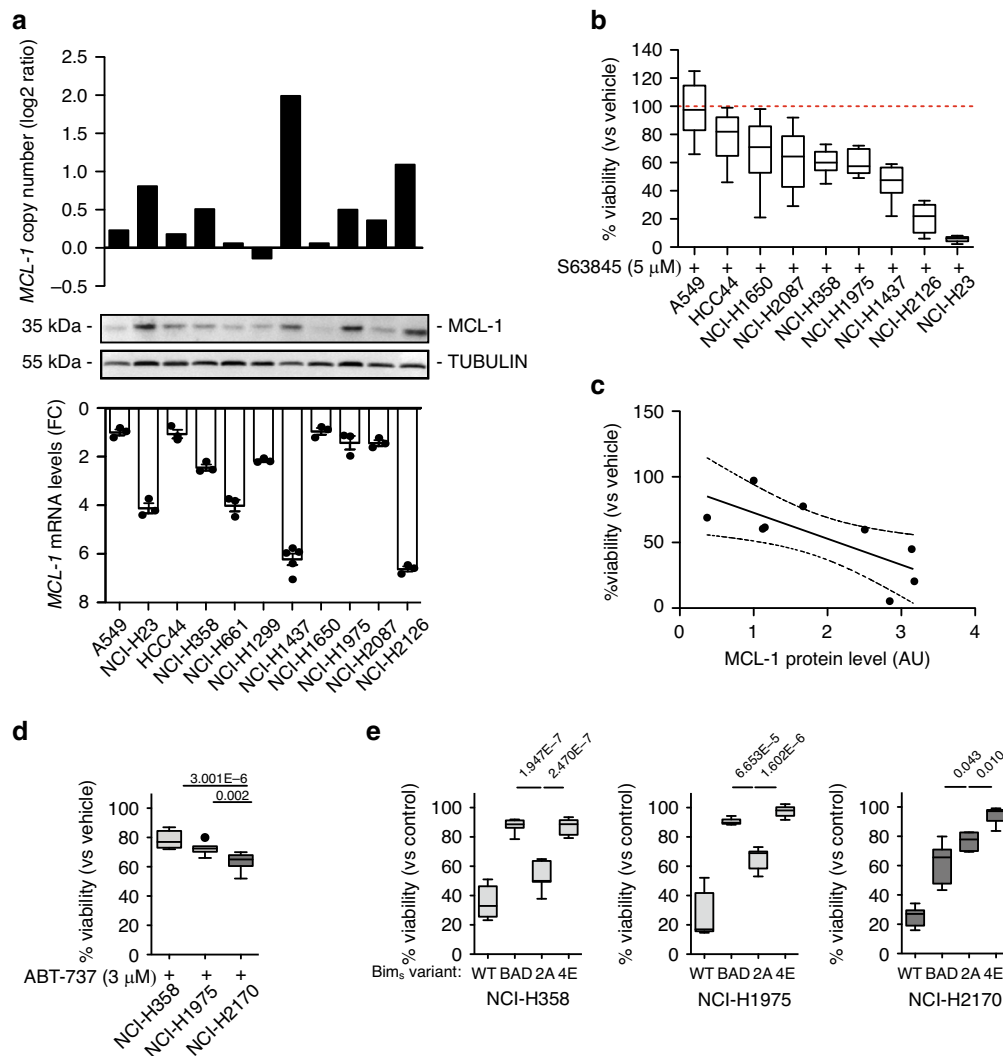 a
MCL-1 copy number (log2 ratio)
2.5
2.0
1.5
1.0
0.5
0.0
−0.5
35 kDa -
- MCL-1
55 kDa -
- TUBULIN
MCL-1 mRNA levels (FC)
0
2
4
6
8
A549
NCI-H23
HCC44
NCI-H358
NCI-H661
NCI-H1299
NCI-H1437
NCI-H1650
NCI-H1975
NCI-H2087
NCI-H2126
b
% viability (vs vehicle)
140
120
100
80
60
40
20
0
S63845 (5 μM) + + + + + + + + +
A549
HCC44
NCI-H1650
NCI-H2087
NCI-H358
NCI-H1975
NCI-H1437
NCI-H2126
NCI-H23
c
%viability (vs vehicle)
150
100
50
0
0 1 2 3 4
MCL-1 protein level (AU)
d
3.001E−6
0.002
% viability (vs vehicle)
100
80
60
40
20
0
ABT-737 (3 μM) + + +
NCI-H358
NCI-H1975
NCI-H2170
e
1.947E−7
2.470E−7
% viability (vs control)
100
80
60
40
20
0
Bims variant: WT BAD 2A 4E
NCI-H358
6.653E−5
1.602E−6
% viability (vs control)
100
80
60
40
20
0
WT BAD 2A 4E
NCI-H1975
0.043
0.010
% viability (vs control)
100
80
60
40
20
0
WT BAD 2A 4E
NCI-H2170